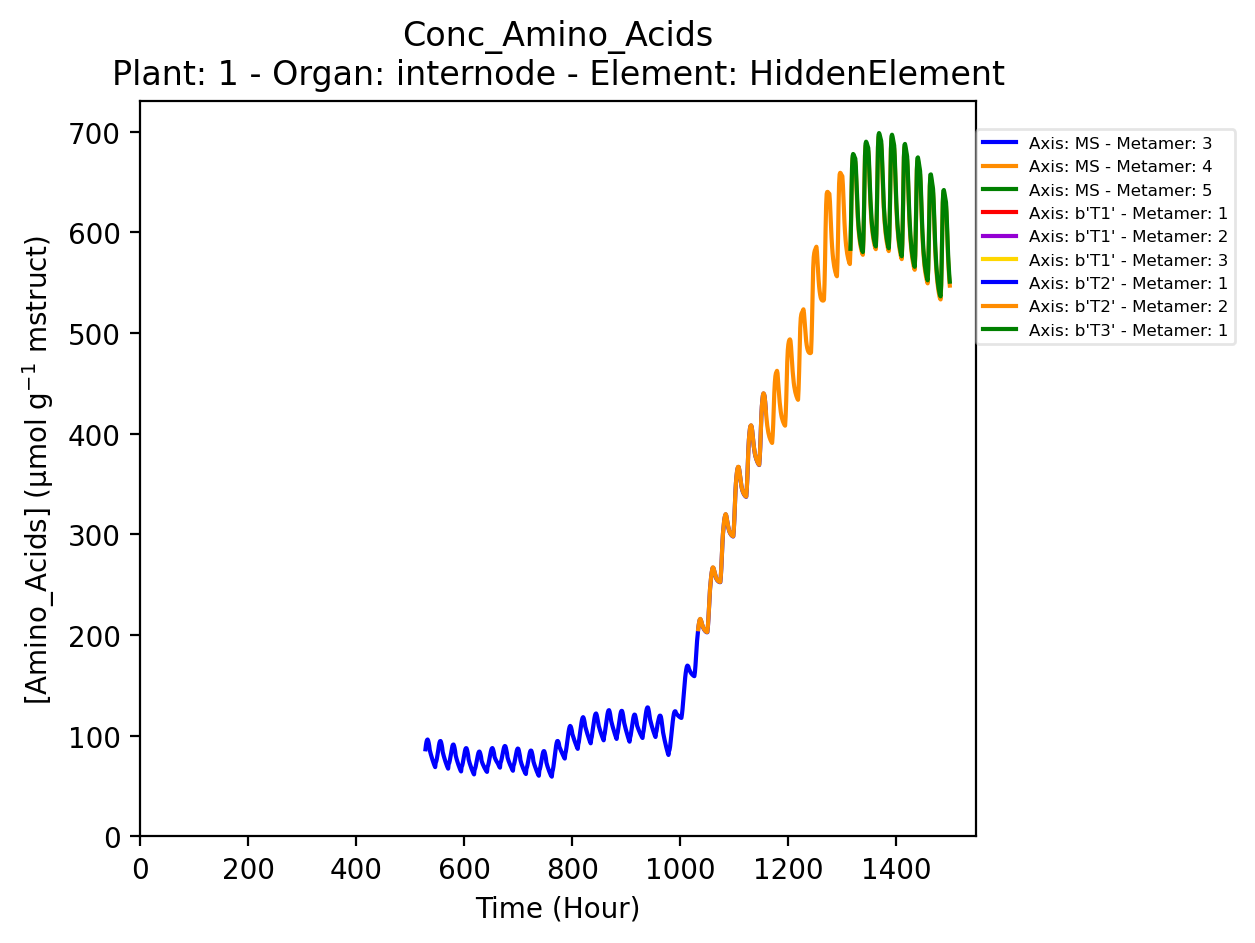 Conc_Amino_Acids
Plant: 1 - Organ: internode - Element: HiddenElement
700
600
500
400
300
200
100
0
[Amino_Acids] (µmol g⁻¹ mstruct)
0 200 400 600 800 1000 1200 1400
Time (Hour)
Axis: MS - Metamer: 3
Axis: MS - Metamer: 4
Axis: MS - Metamer: 5
Axis: b'T1' - Metamer: 1
Axis: b'T1' - Metamer: 2
Axis: b'T1' - Metamer: 3
Axis: b'T2' - Metamer: 1
Axis: b'T2' - Metamer: 2
Axis: b'T3' - Metamer: 1